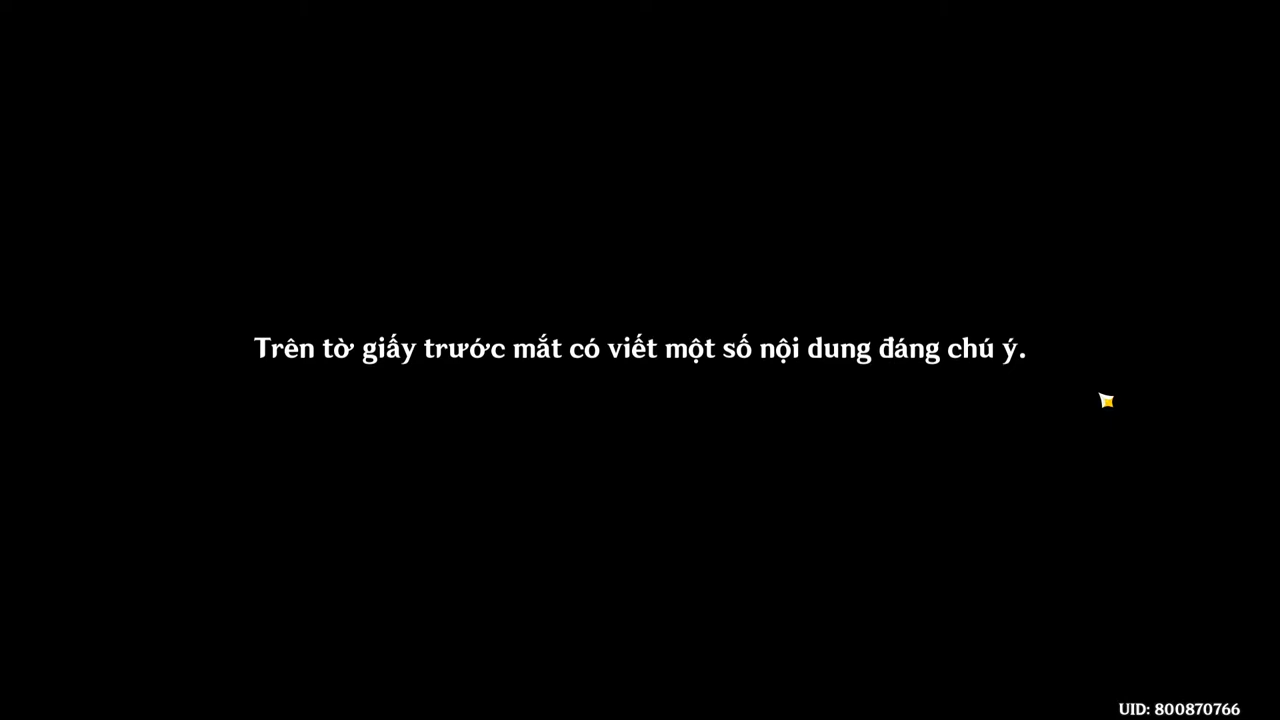 Trên tờ giấy trước mắt có viết một số nội dung đáng chú ý.
UID: 800870766